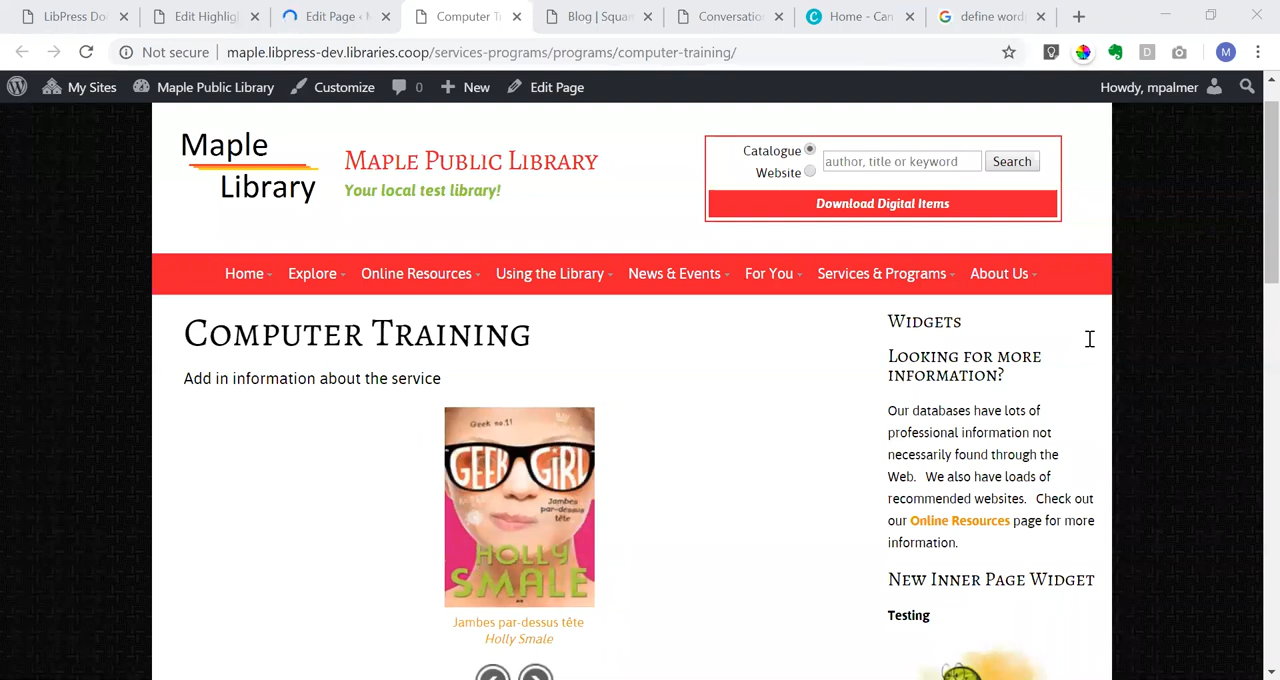 LibPress Do
Edit Highlig
Edit Page ‹ M
Computer Tr
Blog | Squar
Conversation
Home - Can
define word
Not secure
maple.libpress-dev.libraries.coop/services-programs/programs/computer-training/
M
My Sites
Maple Public Library
Customize
0
New
Edit Page
Howdy, mpalmer
Maple
Library
Maple Public Library
Your local test library!
Catalogue
Website
author, title or keyword
Search
Download Digital Items
Home
Explore
Online Resources
Using the Library
News & Events
For You
Services & Programs
About Us
Computer Training
Add in information about the service
Geek no.1!
GEEK GIRL
Jambes
par-dessus
tête
HOLLY
SMALE
Jambes par-dessus tête
Holly Smale
Widgets
Looking for more
information?
Our databases have lots of
professional information not
necessarily found through the
Web. We also have loads of
recommended websites. Check out
our Online Resources page for more
information.
New Inner Page Widget
Testing